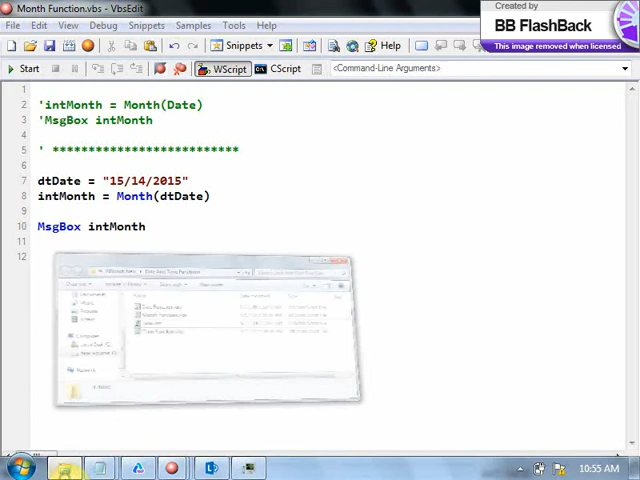 Month Function.vbs - VbsEdit
Created by
BB FlashBack
This image removed when licensed
File Edit View Debug Snippets Samples Tools Help
Snippets
Help
Start
WScript
CScript
<Command-Line Arguments>
1
2 'intMonth = Month(Date)
3 'MsgBox intMonth
4
5 ' **************************
6
7 dtDate = "15/14/2015"
8 intMonth = Month(dtDate)
9
10 MsgBox intMonth
11
12
10:55 AM